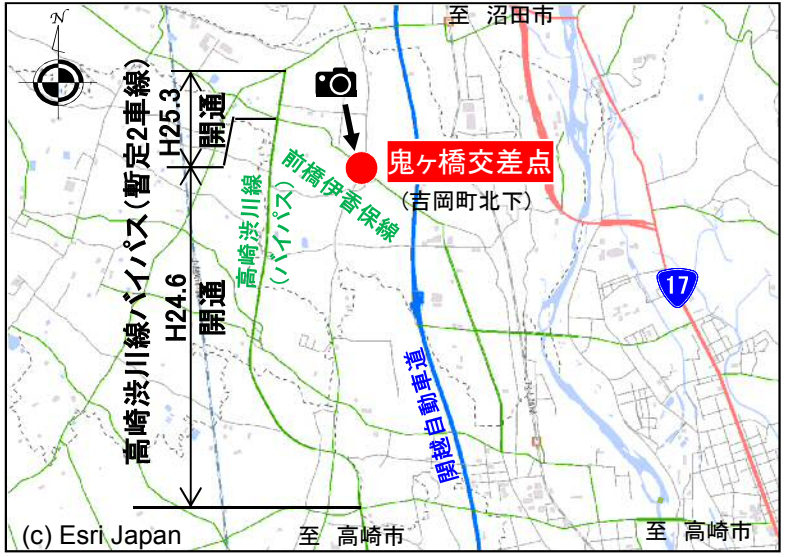 至 沼田市
N
高崎渋川線バイパス(暫定2車線)
H25.3
開通
H24.6
開通
鬼ヶ橋交差点
(吉岡町北下)
前橋伊香保線
高崎渋川線
(バイパス)
17
関越自動車道
(c) Esri Japan
至 高崎市
至 高崎市